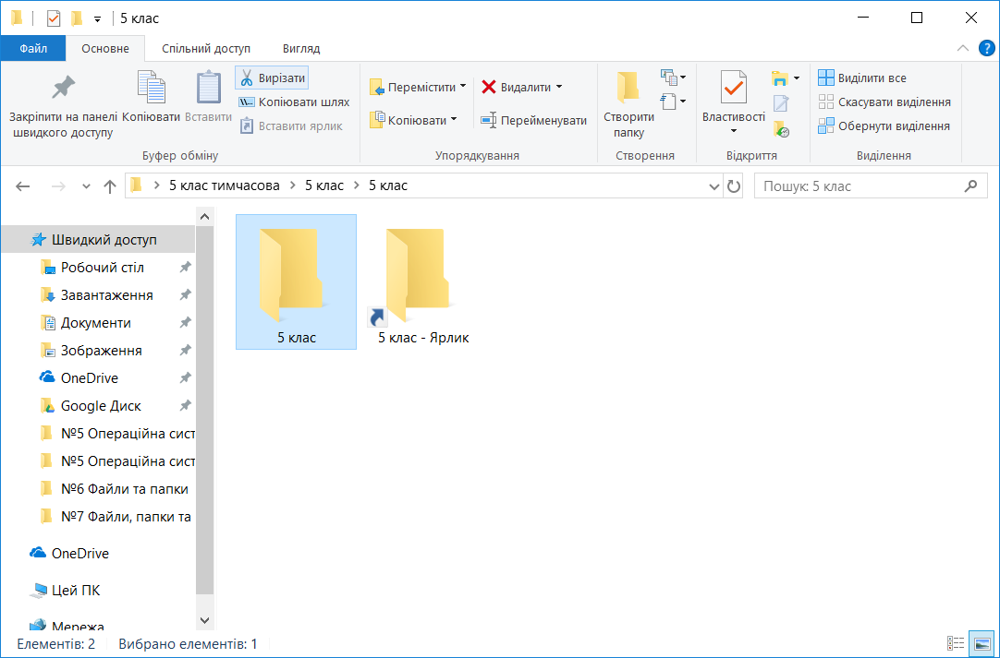 5 клас
Файл
Основне
Спільний доступ
Вигляд
?
Закріпити на панелі
швидкого доступу
Копіювати
Вставити
Вирізати
Копіювати шлях
Вставити ярлик
Буфер обміну
Перемістити
Копіювати
Видалити
Перейменувати
Упорядкування
Створити
папку
Створення
Властивості
Відкриття
Виділити все
Скасувати виділення
Обернути виділення
Виділення
5 клас тимчасова
5 клас
5 клас
Пошук: 5 клас
Швидкий доступ
Робочий стіл
Завантаження
Документи
Зображення
OneDrive
Google Диск
№5 Операційна сист
№5 Операційна сист
№6 Файли та папки
№7 Файли, папки та
OneDrive
Цей ПК
Мережа
5 клас
5 клас - Ярлик
Елементів: 2
Вибрано елементів: 1